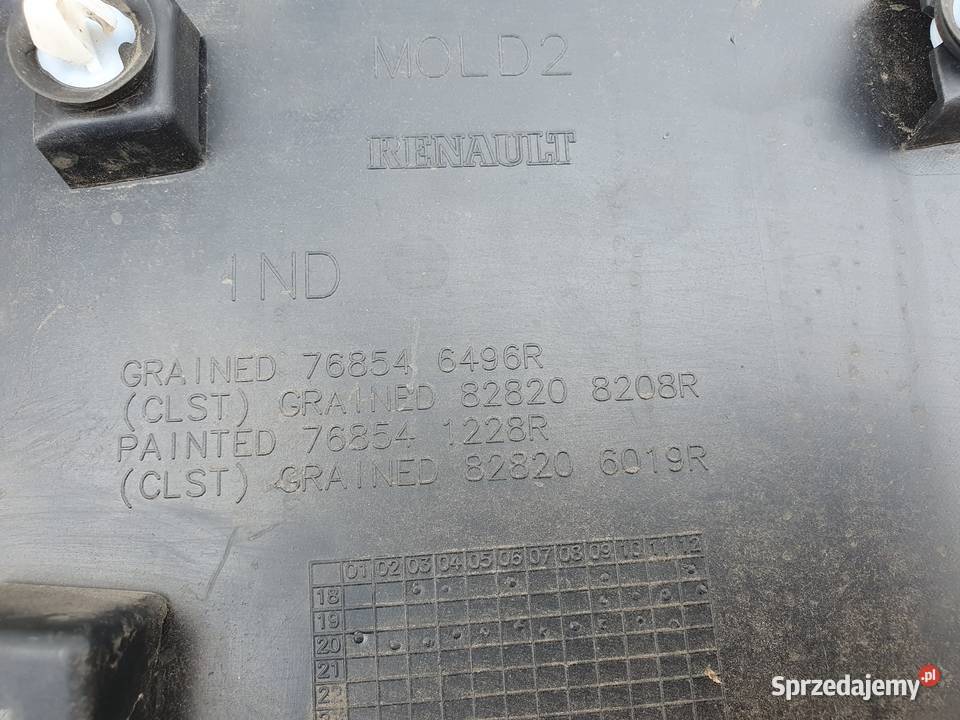 MOLD2
RENAULT
IND
GRAINED 76854 6496R
(CLST) GRAINED 82820 8208R
PAINTED 76854 1228R
(CLST) GRAINED 82820 6019R
01 02 03 04 05 06 07 08 09 10 11 12
18
19
20
21
Sprzedajemy.pl